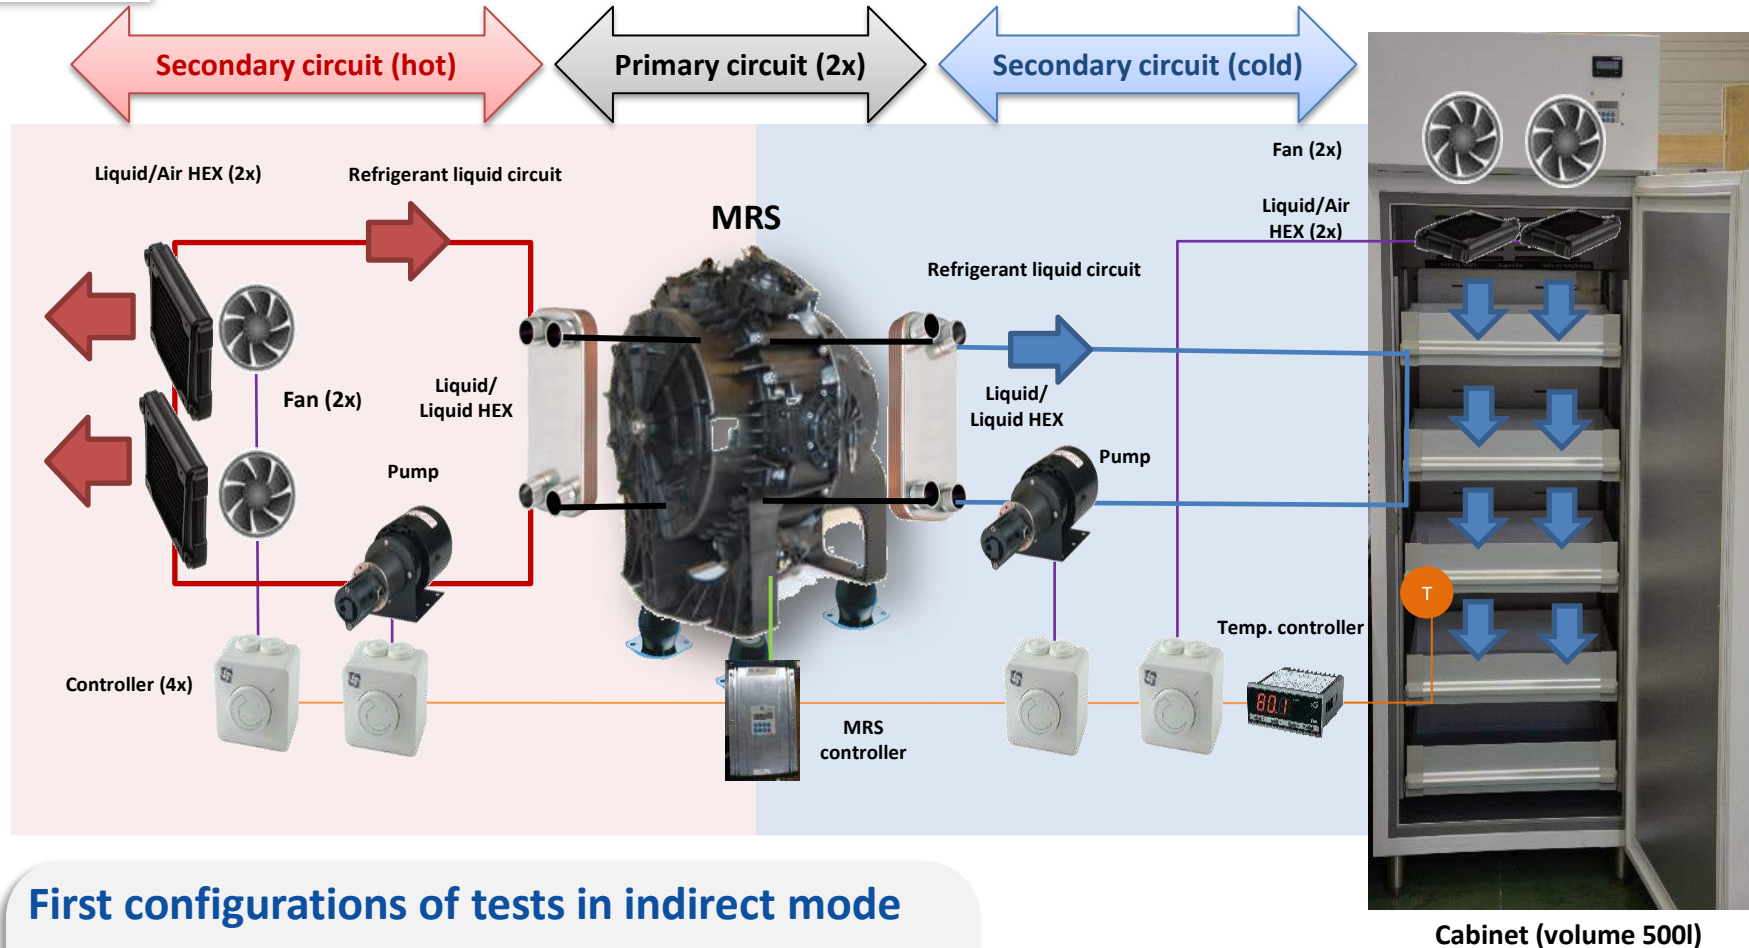 Secondary circuit (hot)
Primary circuit (2x)
Secondary circuit (cold)
Fan (2x)
Liquid/Air HEX (2x)
Refrigerant liquid circuit
MRS
Liquid/Air
HEX (2x)
Refrigerant liquid circuit
Liquid/
Liquid HEX
Fan (2x)
Liquid/
Liquid HEX
Pump
Pump
T
Temp. controller
Controller (4x)
80.1
MRS
controller
First configurations of tests in indirect mode
Cabinet (volume 500l)